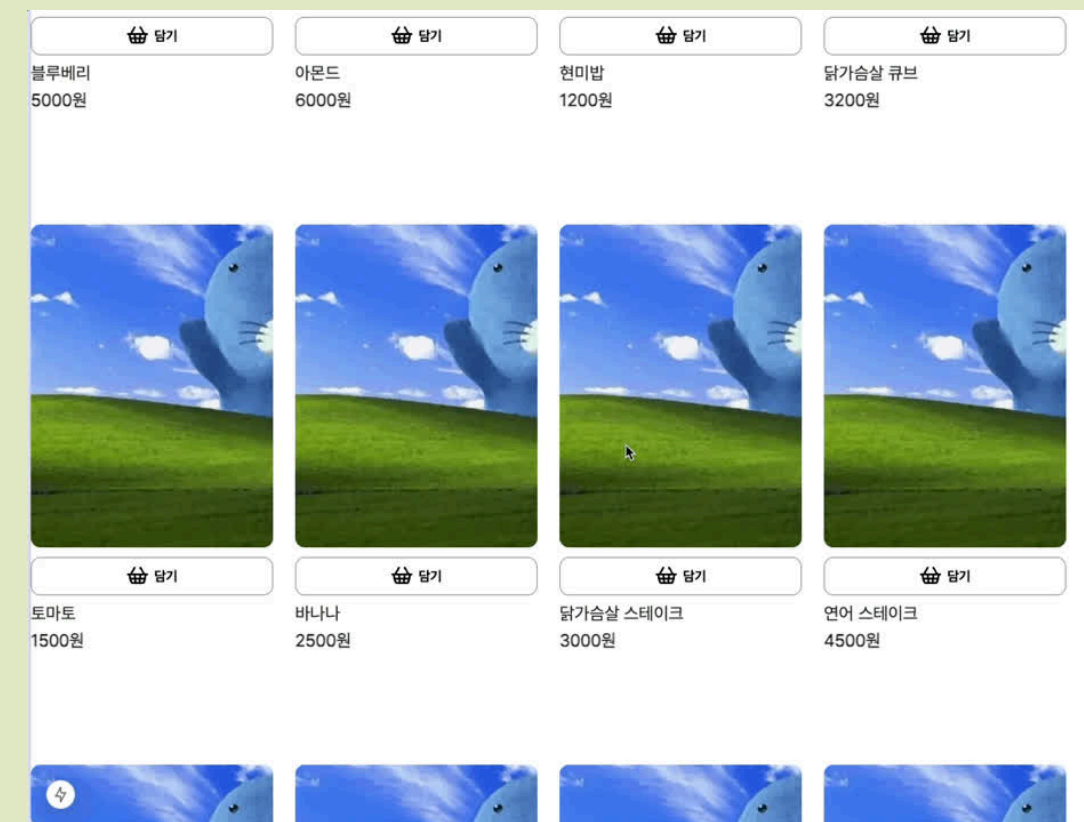 담기 담기 담기 담기
블루베리 아몬드 현미밥 닭가슴살 큐브
5000원 6000원 1200원 3200원
담기 담기 담기 담기
토마토 바나나 닭가슴살 스테이크 연어 스테이크
1500원 2500원 3000원 4500원